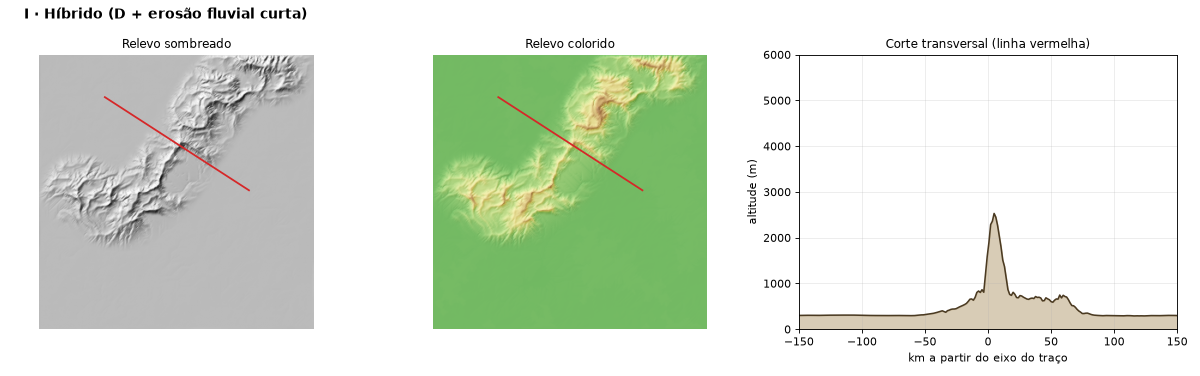 I · Híbrido (D + erosão fluvial curta)
Relevo sombreado
Relevo colorido
Corte transversal (linha vermelha)
6000
5000
4000
3000
2000
1000
0
altitude (m)
−150
−100
−50
0
50
100
150
km a partir do eixo do traço